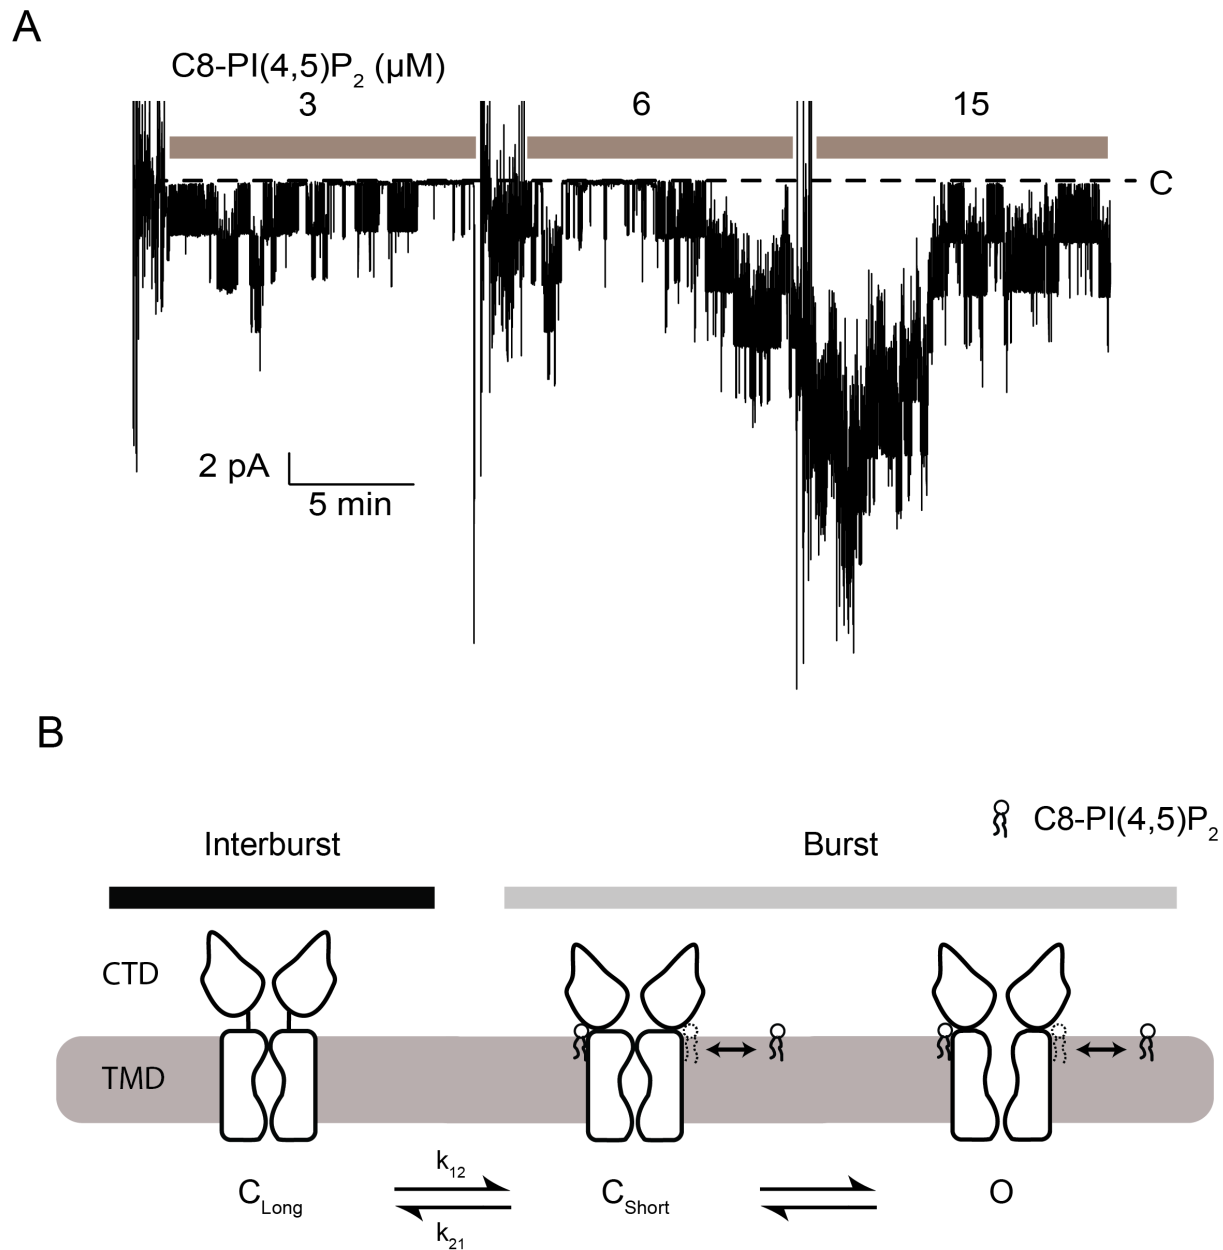 A
C8-PI(4,5)P2 (μM)
3 6 15
C
2 pA
5 min
B
C8-PI(4,5)P2
Interburst Burst
CTD
TMD
k12
CLong CShort O
k21